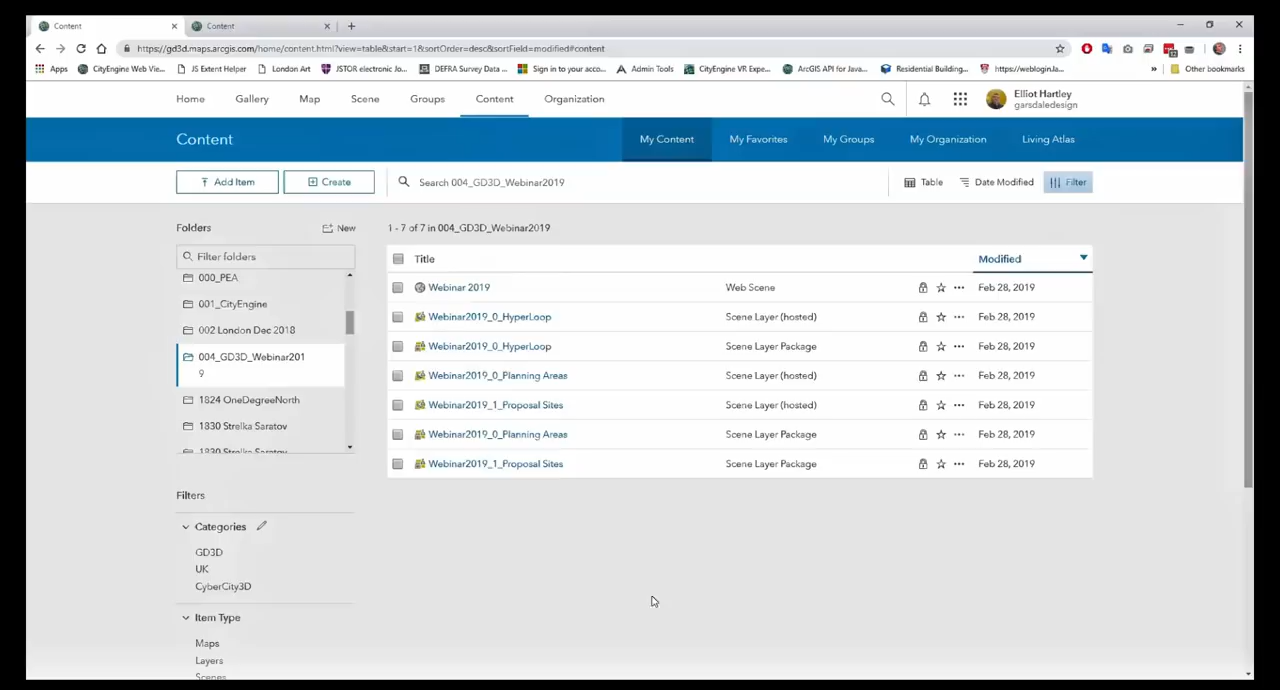 Content
Content
https://gd3d.maps.arcgis.com/home/content.html?view=table&start=1&sortOrder=desc&sortField=modified#content
Apps CityEngine Web Vie... JS Extent Helper London Art JSTOR electronic Jo... DEFRA Survey Data ... Sign in to your acco... Admin Tools CityEngine VR Expe... ArcGIS API for Java... Residential Building... https://weblogin.la... » Other bookmarks
Home Gallery Map Scene Groups Content Organization
Elliot Hartley
garsdaledesign
Content My Content My Favorites My Groups My Organization Living Atlas
Add Item Create Search 004_GD3D_Webinar2019 Table Date Modified Filter
Folders New 1 - 7 of 7 in 004_GD3D_Webinar2019
Filter folders
000_PEA
001_CityEngine
002 London Dec 2018
004_GD3D_Webinar201
9
1824 OneDegreeNorth
1830 Strelka Saratov
1830 Strelka Saratov
Title Modified
Webinar 2019 Web Scene Feb 28, 2019
Webinar2019_0_HyperLoop Scene Layer (hosted) Feb 28, 2019
Webinar2019_0_HyperLoop Scene Layer Package Feb 28, 2019
Webinar2019_0_Planning Areas Scene Layer (hosted) Feb 28, 2019
Webinar2019_1_Proposal Sites Scene Layer (hosted) Feb 28, 2019
Webinar2019_0_Planning Areas Scene Layer Package Feb 28, 2019
Webinar2019_1_Proposal Sites Scene Layer Package Feb 28, 2019
Filters
Categories
GD3D
UK
CyberCity3D
Item Type
Maps
Layers
Scenes